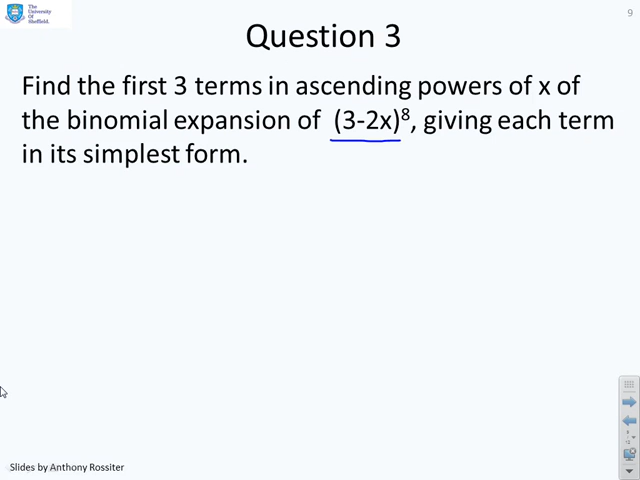 The
University
Of
Sheffield.
9
Question 3
Find the first 3 terms in ascending powers of x of
the binomial expansion of (3-2x)⁸, giving each term
in its simplest form.
Slides by Anthony Rossiter